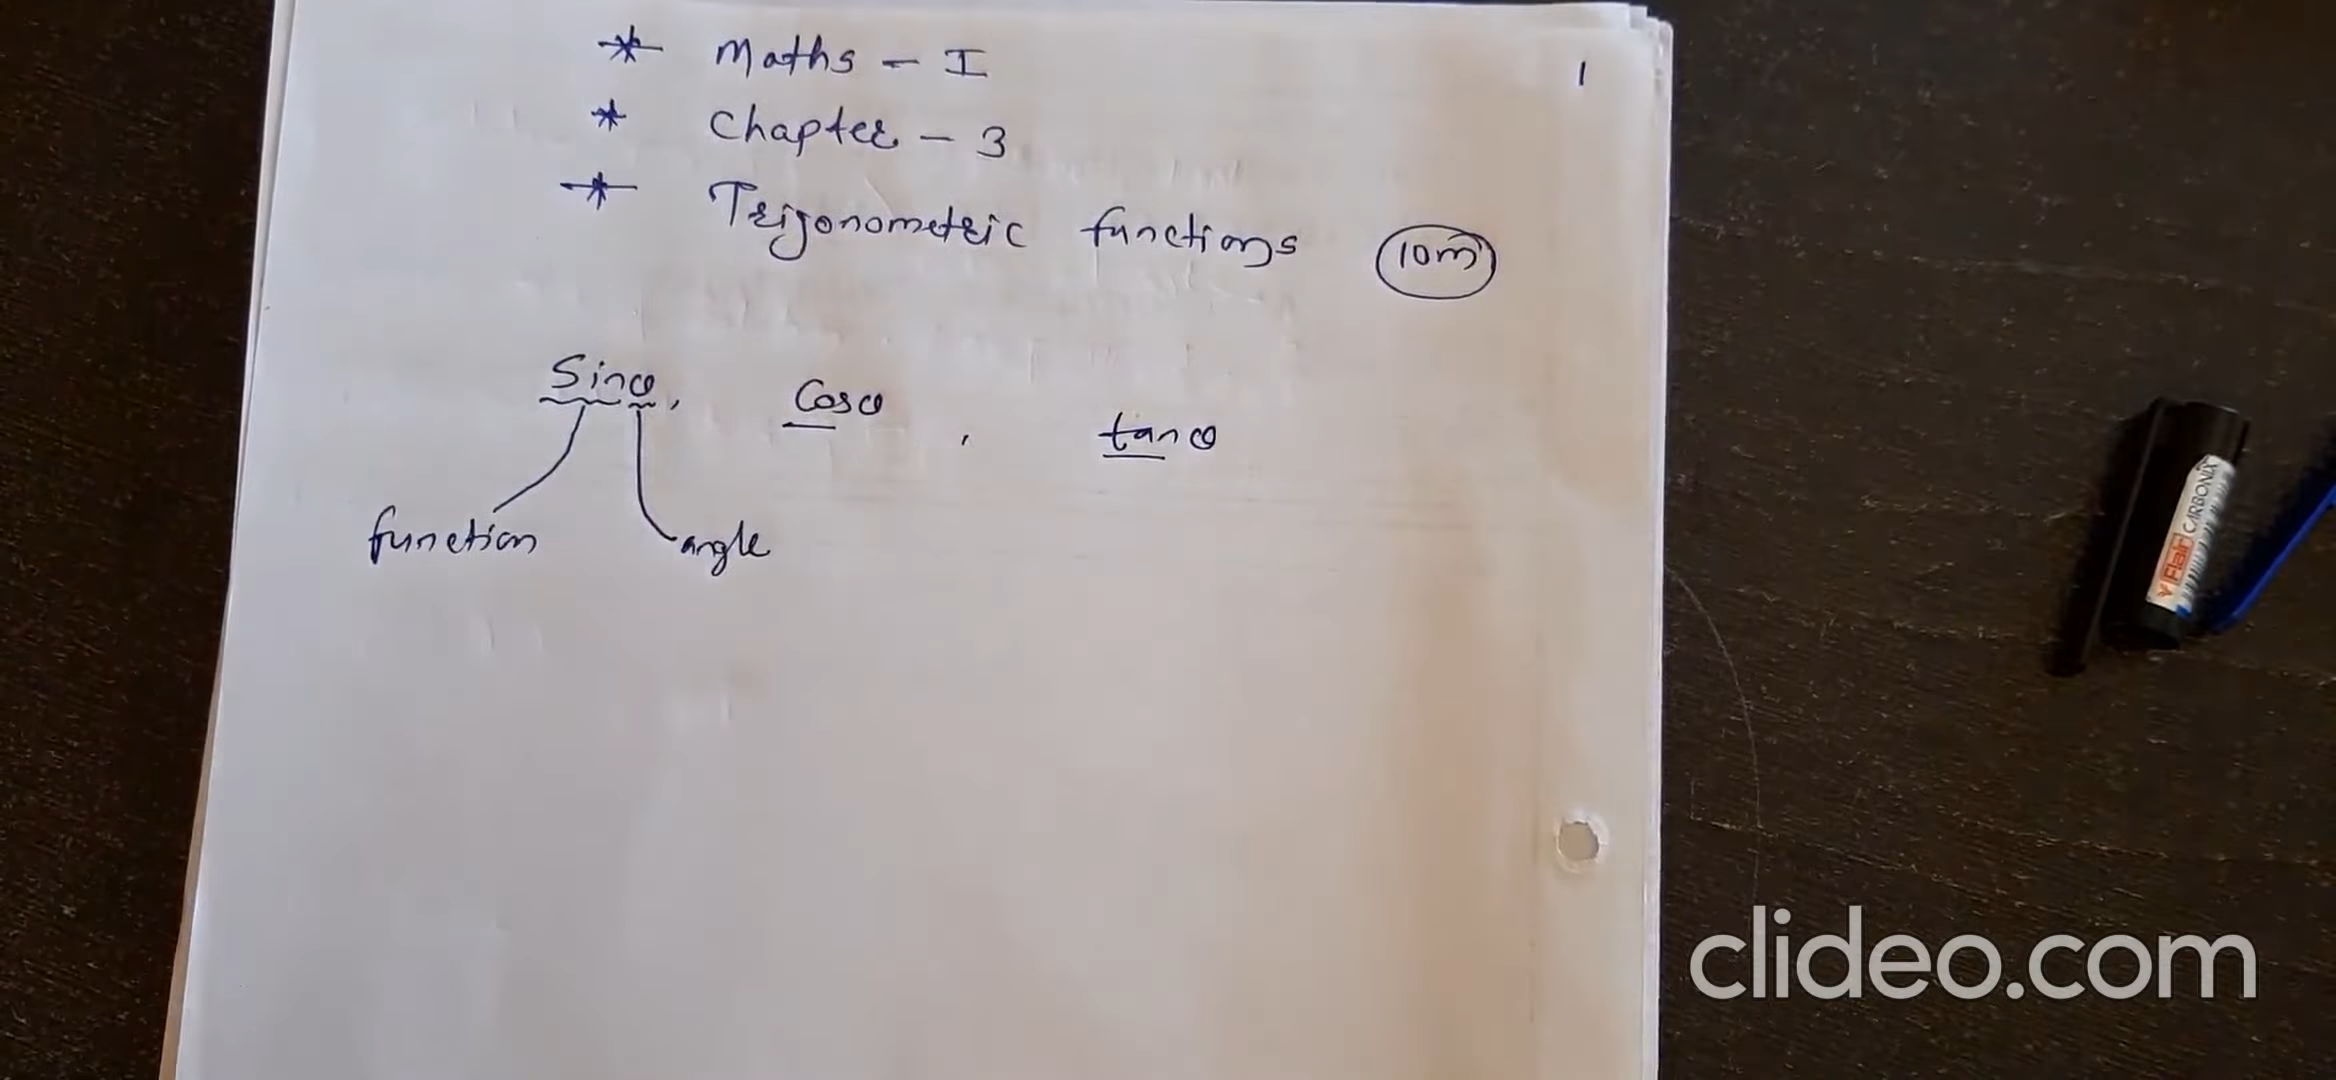 * Maths - I
1
* Chapter - 3
* Trigonometric functions 10m
Sinθ, Cosθ, tanθ
function angle
Flair CARBONIX
clideo.com